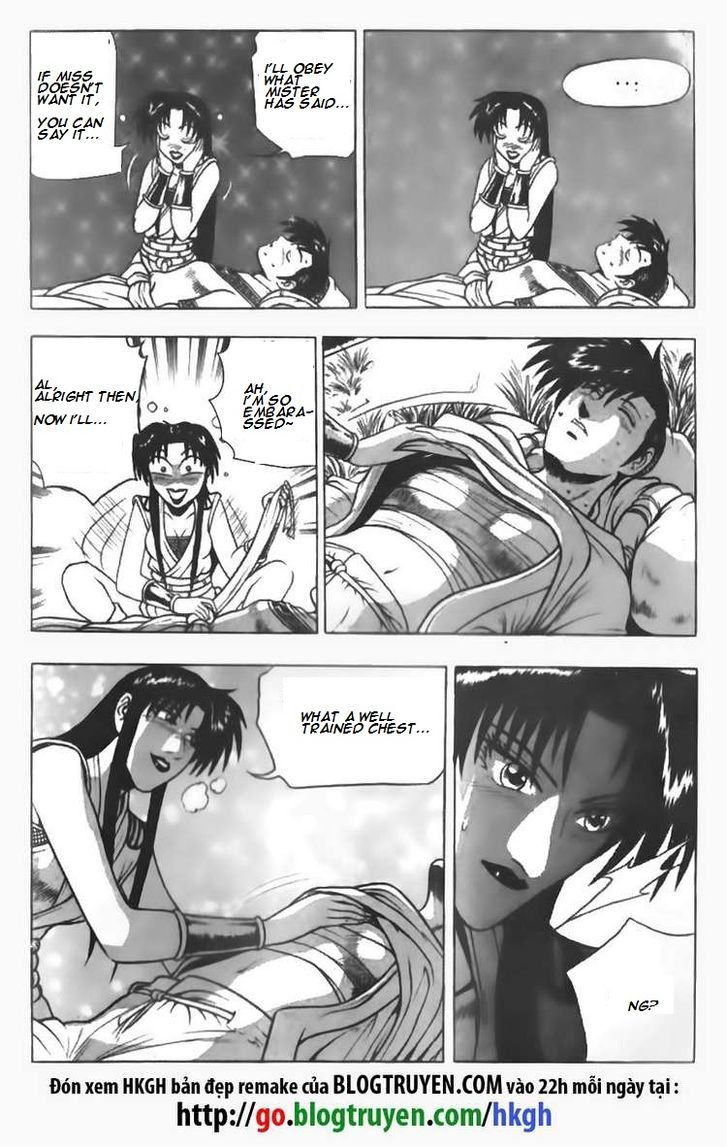 I'LL OBEY
WHAT
MISTER
HAS SAID...
IF MISS
DOESN'T
WANT IT,
YOU CAN
SAY IT...
...
AH,
I'M SO
EMBARA-
SSED~
AL,
ALRIGHT THEN,
NOW I'LL...
WHAT A WELL
TRAINED CHEST...
NG?
Đón xem HKGH bản đẹp remake của BLOGTRUYEN.COM vào 22h mỗi ngày tại :
http://go.blogtruyen.com/hkgh